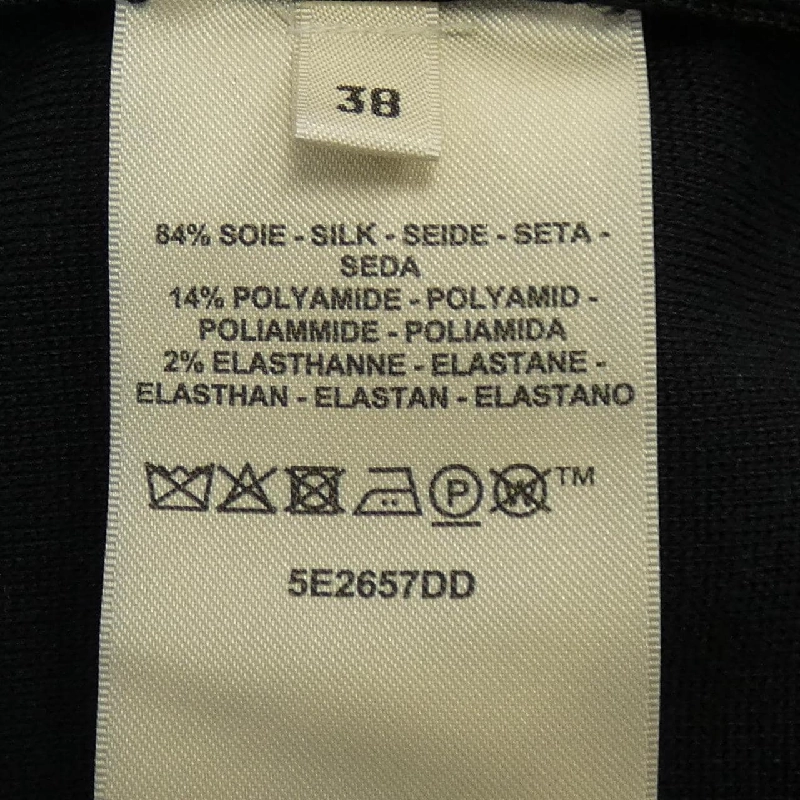 38
84% SOIE - SILK - SEIDE - SETA -
SEDA
14% POLYAMIDE - POLYAMID -
POLIAMMIDE - POLIAMIDA
2% ELASTHANNE - ELASTANE -
ELASTHAN - ELASTAN - ELASTANO
P W TM
5E2657DD